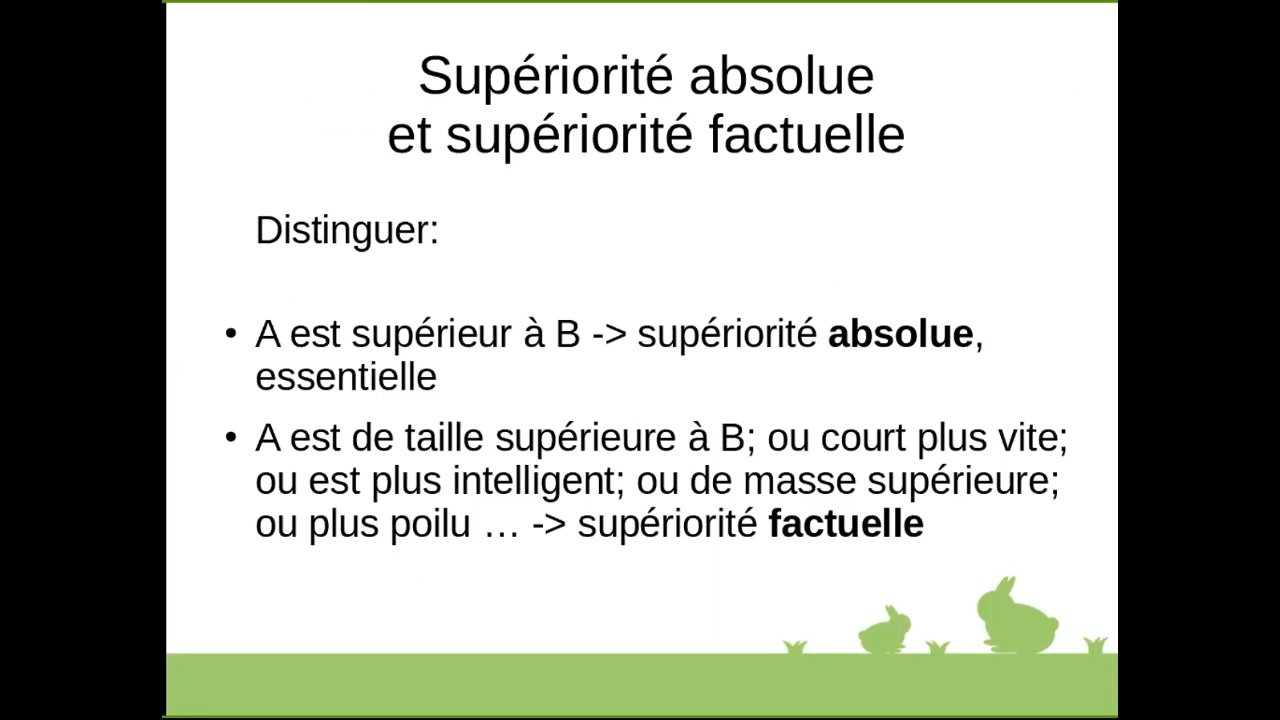 Supériorité absolue
et supériorité factuelle
Distinguer:
• A est supérieur à B -> supériorité absolue,
essentielle
• A est de taille supérieure à B; ou court plus vite;
ou est plus intelligent; ou de masse supérieure;
ou plus poilu … -> supériorité factuelle